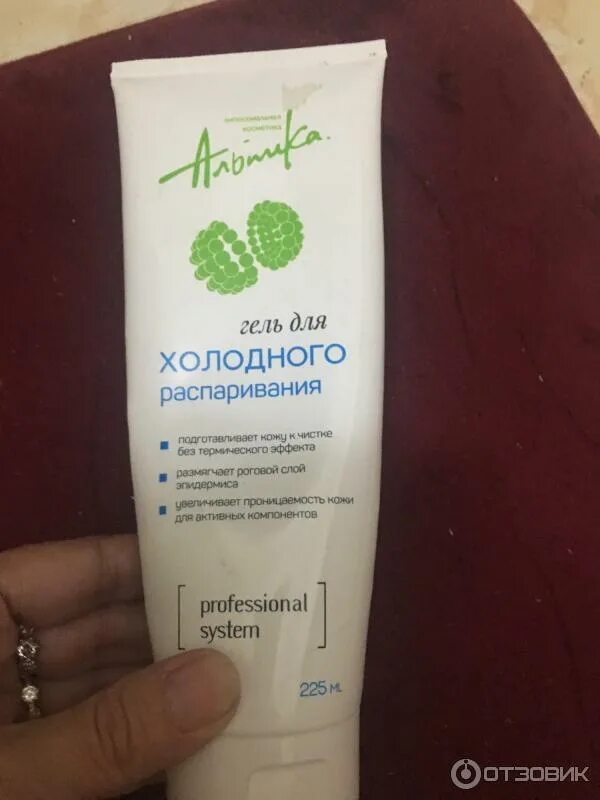 липосомальная
косметика
Альпика.
гель для
ХОЛОДНОГО
распаривания
подготавливает кожу к чистке
без термического эффекта
размягчает роговой слой
эпидермиса
увеличивает проницаемость кожи
для активных компонентов
professional
system
225 ML
ОТЗОВИК